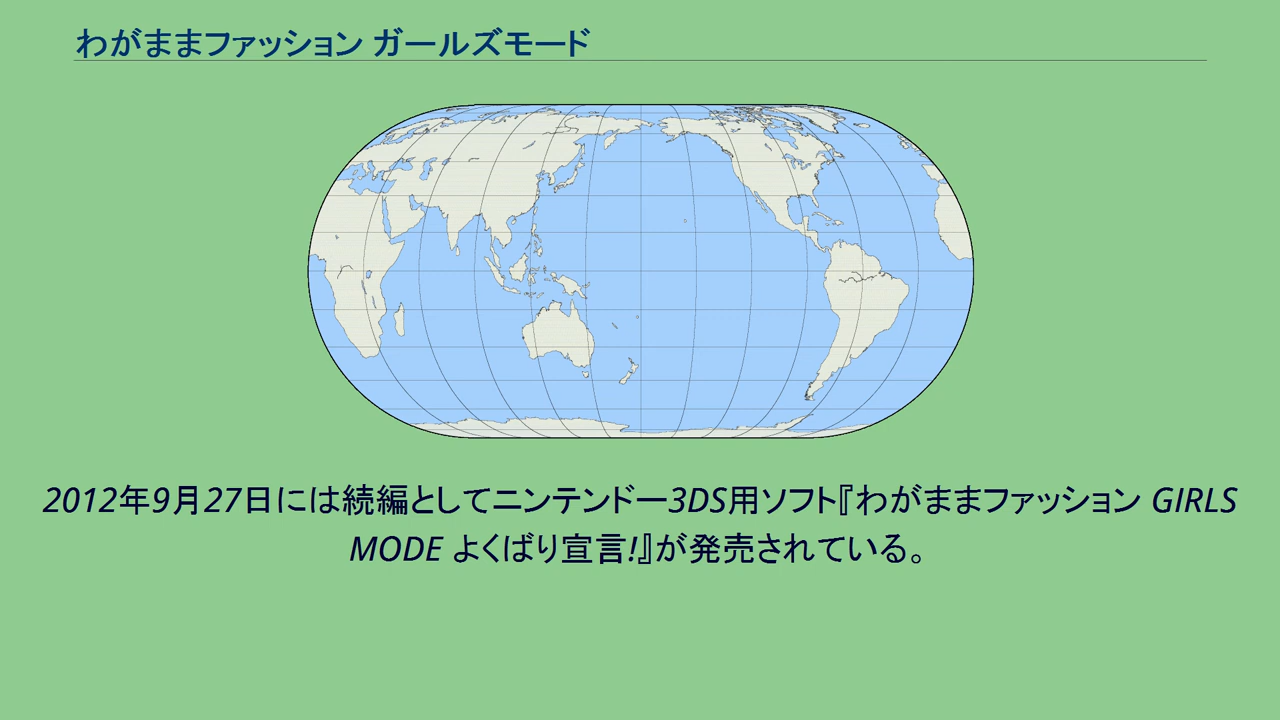 わがままファッション ガールズモード
2012年9月27日には続編としてニンテンドー3DS用ソフト『わがままファッション GIRLS
MODE よくばり宣言!』が発売されている。